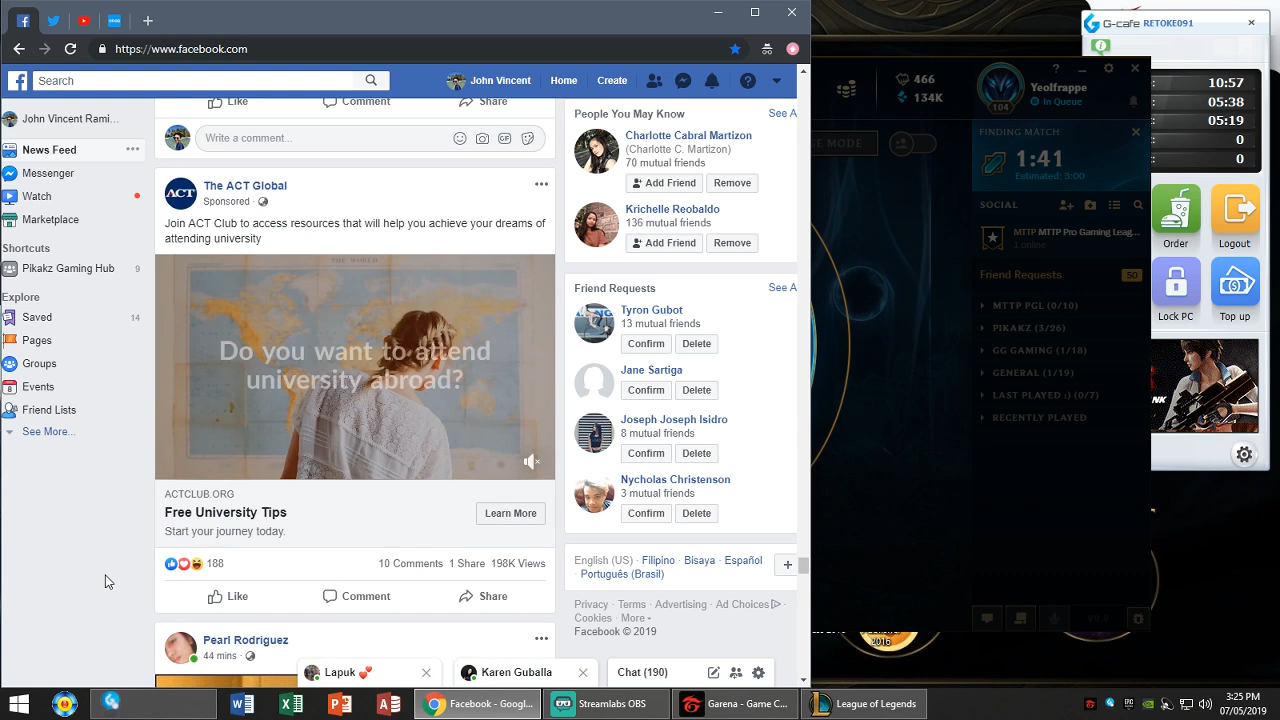 https://www.facebook.com
Search
John Vincent
Home
Create
John Vincent Rami...
News Feed
Messenger
Watch
Marketplace
Shortcuts
Pikakz Gaming Hub 9
Explore
Saved 14
Pages
Groups
Events
Friend Lists
See More...
Like Comment Share
Write a comment...
GIF
ACT
The ACT Global
Sponsored ·
Join ACT Club to access resources that will help you achieve your dreams of
attending university
THE WORLD
Do you want to attend
university abroad?
ACTCLUB.ORG
Free University Tips
Start your journey today.
Learn More
188
10 Comments 1 Share 198K Views
Like Comment Share
Pearl Rodriguez
44 mins ·
People You May Know See A
Charlotte Cabral Martizon
(Charlotte C. Martizon)
70 mutual friends
Add Friend Remove
Krichelle Reobaldo
136 mutual friends
Add Friend Remove
Friend Requests See A
Tyron Gubot
13 mutual friends
Confirm Delete
Jane Sartiga
Confirm Delete
Joseph Joseph Isidro
8 mutual friends
Confirm Delete
Nycholas Christenson
3 mutual friends
Confirm Delete
English (US) · Filipino · Bisaya · Español
· Português (Brasil)
Privacy · Terms · Advertising · Ad Choices ·
Cookies · More
Facebook © 2019
Lapuk
Karen Guballa
Chat (190)
466
134K
104
Yeolfrappe
In Queue
FINDING MATCH
1:41
Estimated: 3:00
SOCIAL
MTTP MTTP Pro Gaming Leag...
1 online
Friend Requests 50
MTTP PGL (0/10)
PIKAKZ (3/26)
GG GAMING (1/18)
GENERAL (1/19)
LAST PLAYED :) (0/7)
RECENTLY PLAYED
V9.9
GE MODE
G-cafe RETOKE091
10:57
05:38
05:19
0
0
Order
Logout
Lock PC
Top up
2016
Facebook - Googl...
Streamlabs OBS
Garena - Game C...
League of Legends
3:25 PM
07/05/2019